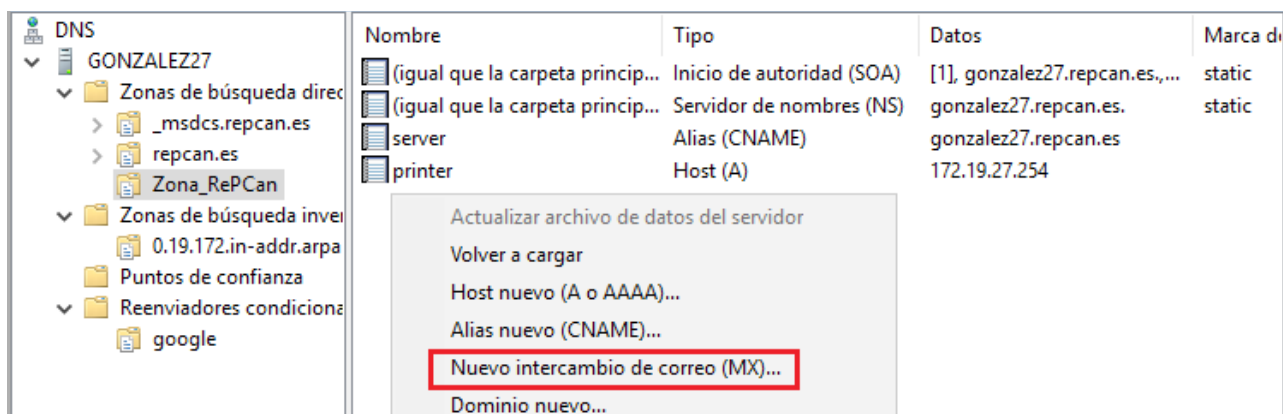 DNS
GONZALEZ27
Zonas de búsqueda direc
_msdcs.repcan.es
repcan.es
Zona_RePCan
Zonas de búsqueda inver
0.19.172.in-addr.arpa
Puntos de confianza
Reenviadores condiciona
google
Nombre Tipo Datos Marca de
(igual que la carpeta princip... Inicio de autoridad (SOA) [1], gonzalez27.repcan.es.,... static
(igual que la carpeta princip... Servidor de nombres (NS) gonzalez27.repcan.es. static
server Alias (CNAME) gonzalez27.repcan.es
printer Host (A) 172.19.27.254
Actualizar archivo de datos del servidor
Volver a cargar
Host nuevo (A o AAAA)...
Alias nuevo (CNAME)...
Nuevo intercambio de correo (MX)...
Dominio nuevo...